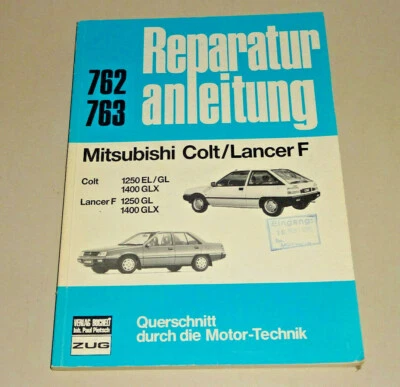 762
763
Reparatur
anleitung
Mitsubishi Colt/Lancer F
Colt 1250 EL/GL
1400 GLX
Lancer F 1250 GL
1400 GLX
VERLAG BUCHELI
Joh. Paul Pietsch
ZUG
Querschnitt
durch die Motor-Technik